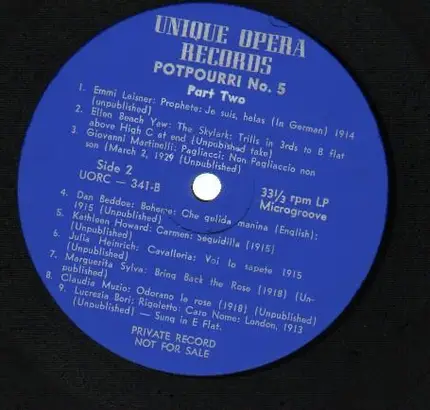 UNIQUE OPERA
RECORDS
POTPOURRI No. 5
Part Two
1. Emmi Leisner: Prophete: Je suis, helas (In German) 1914
(unpublished)
2. Ellen Beach Yaw: The Skylark: Trills in 3rds to B flat
above High C at end (Unpublished take)
3. Giovanni Martinelli: Pagliacci: Non Pagliaccio non
son (March 2, 1929 (Unpublished)
Side 2
UORC — 341-B
33⅓ rpm LP
Microgroove
4. Dan Beddoe: Boheme: Che gelida manina (English):
1915 (Unpublished)
5. Kathleen Howard: Carmen: Seguidilla (1915)
(Unpublished)
6. Julia Heinrich: Cavalleria: Voi lo sapete 1915
(Unpublished)
7. Marguerita Sylva: Bring Back the Rose (1918) (Un-
published)
8. Claudia Muzio: Odorano le rose (1918) (Unpublished)
9. Lucrezia Bori: Rigoletto: Caro Nome: London, 1913
(Unpublished) — Sung in E Flat.
PRIVATE RECORD
NOT FOR SALE